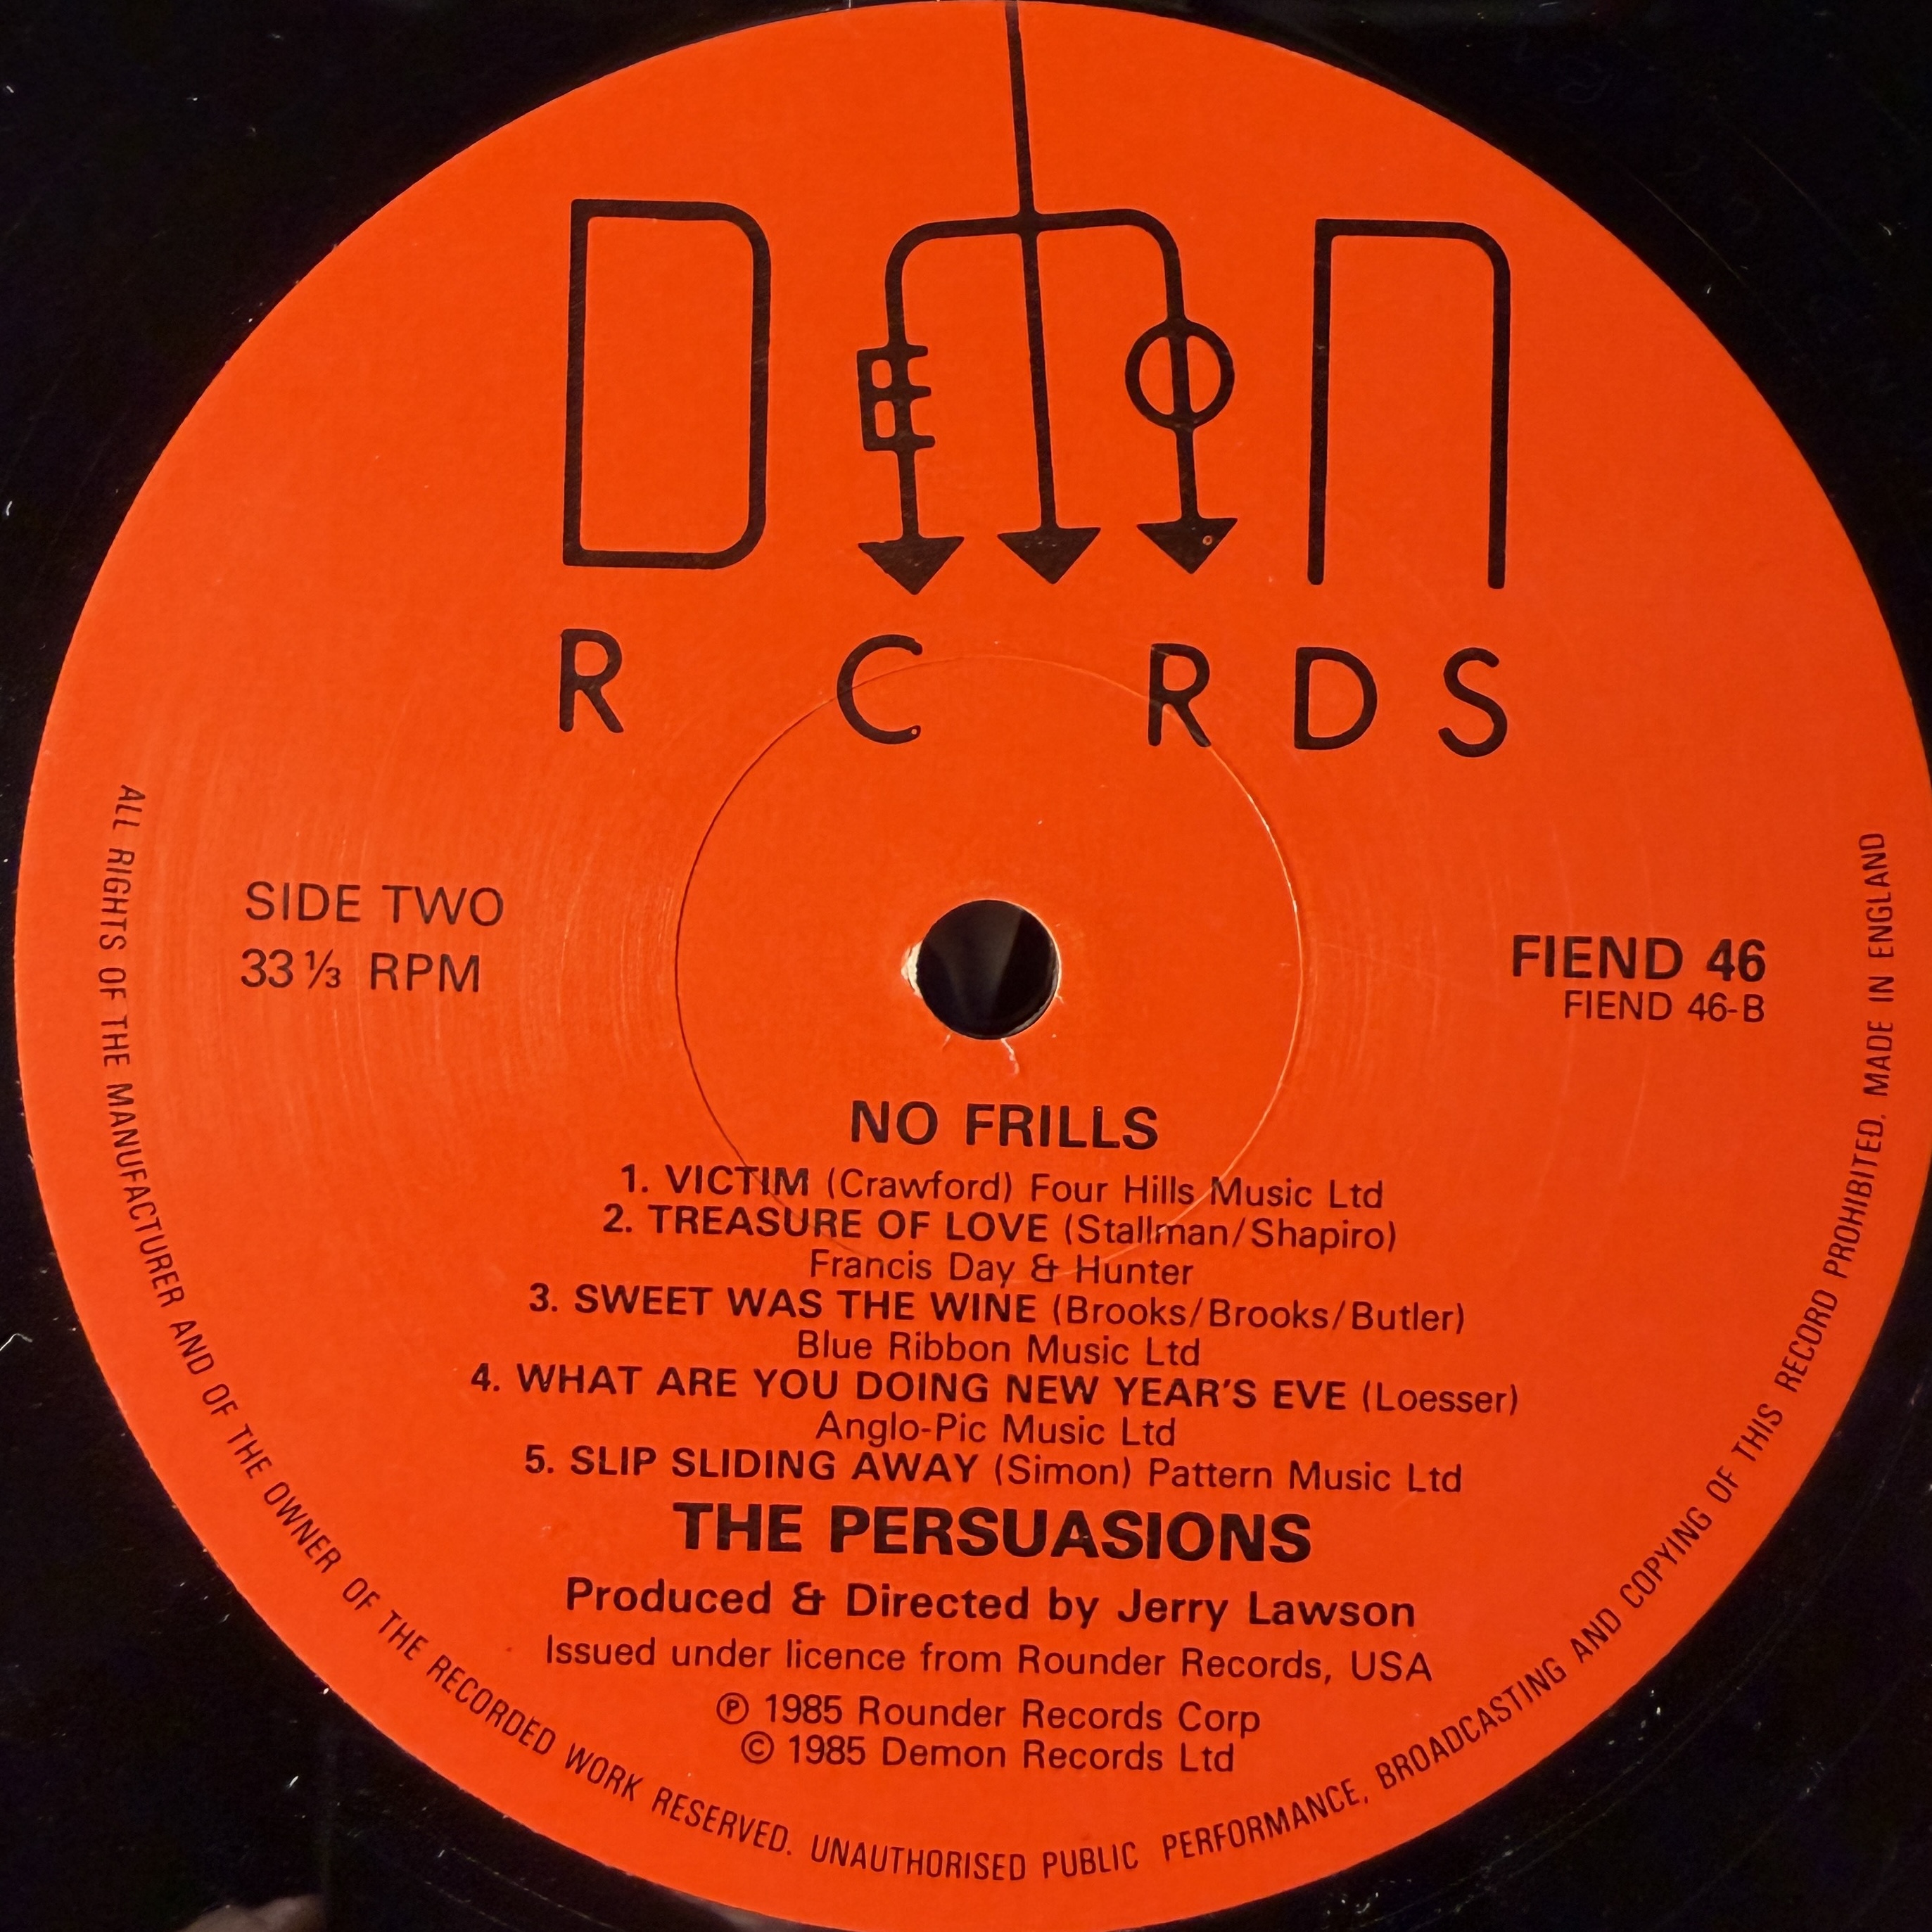 DEMON
R C R D S
SIDE TWO
33⅓ RPM
FIEND 46
FIEND 46-B
NO FRILLS
1. VICTIM (Crawford) Four Hills Music Ltd
2. TREASURE OF LOVE (Stallman/Shapiro)
Francis Day & Hunter
3. SWEET WAS THE WINE (Brooks/Brooks/Butler)
Blue Ribbon Music Ltd
4. WHAT ARE YOU DOING NEW YEAR'S EVE (Loesser)
Anglo-Pic Music Ltd
5. SLIP SLIDING AWAY (Simon) Pattern Music Ltd
THE PERSUASIONS
Produced & Directed by Jerry Lawson
Issued under licence from Rounder Records, USA
℗ 1985 Rounder Records Corp
© 1985 Demon Records Ltd
ALL RIGHTS OF THE MANUFACTURER AND OF THE OWNER OF THE RECORDED WORK RESERVED. UNAUTHORISED PUBLIC PERFORMANCE, BROADCASTING AND COPYING OF THIS RECORD PROHIBITED. MADE IN ENGLAND